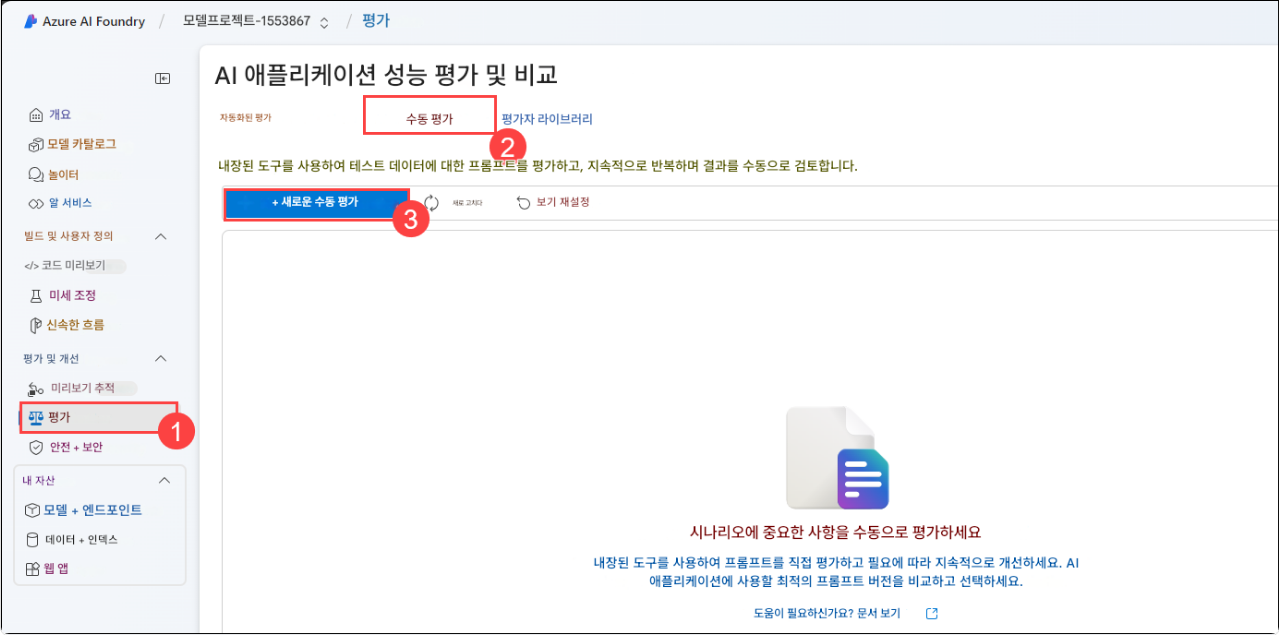 Azure AI Foundry / 모델프로젝트-1553867 / 평가
AI 애플리케이션 성능 평가 및 비교
자동화된 평가 수동 평가 평가자 라이브러리
2
내장된 도구를 사용하여 테스트 데이터에 대한 프롬프트를 평가하고, 지속적으로 반복하며 결과를 수동으로 검토합니다.
+ 새로운 수동 평가 새로 고치다 보기 재설정
3
개요
모델 카탈로그
놀이터
알 서비스
빌드 및 사용자 정의
</> 코드 미리보기
미세 조정
신속한 흐름
평가 및 개선
미리보기 추적
평가
1
안전 + 보안
내 자산
모델 + 엔드포인트
데이터 + 인덱스
웹 앱
시나리오에 중요한 사항을 수동으로 평가하세요
내장된 도구를 사용하여 프롬프트를 직접 평가하고 필요에 따라 지속적으로 개선하세요. AI
애플리케이션에 사용할 최적의 프롬프트 버전을 비교하고 선택하세요.
도움이 필요하신가요? 문서 보기